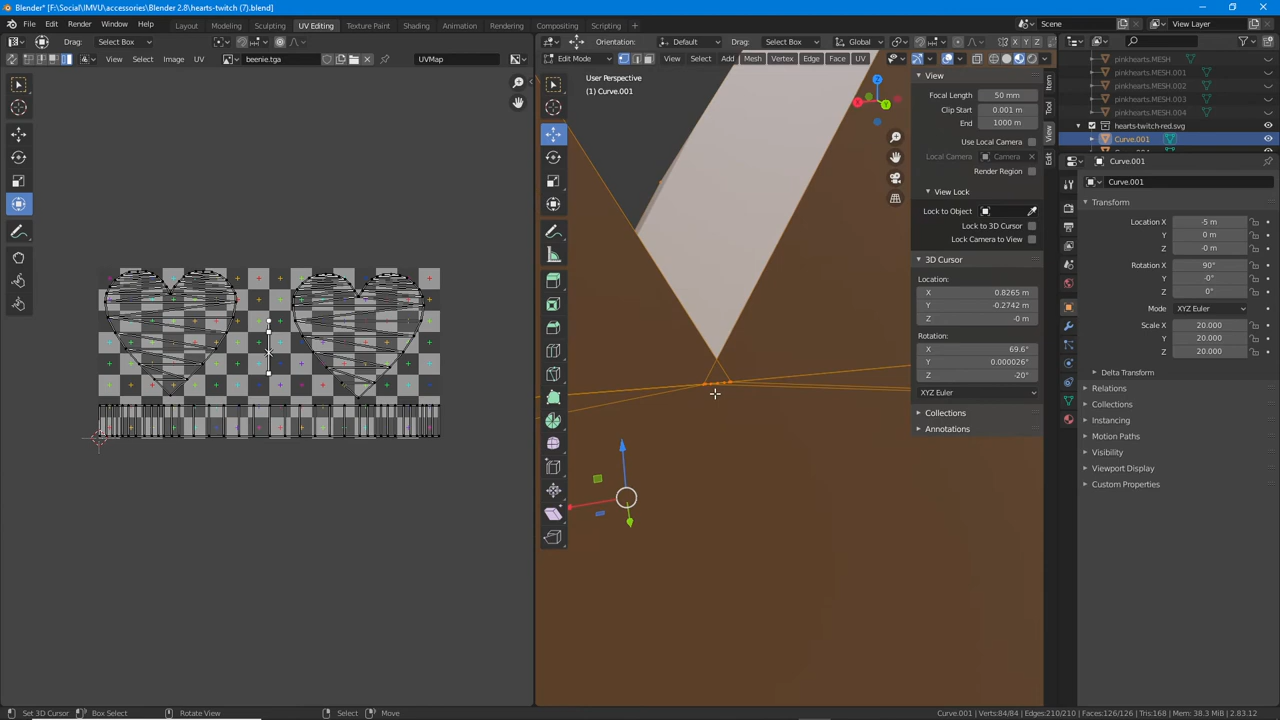 Blender* [F:\Social\IMVU\accessories\Blender 2.8\hearts-twitch (7).blend]
File Edit Render Window Help Layout Modeling Sculpting UV Editing Texture Paint Shading Animation Rendering Compositing Scripting Scene View Layer
Drag: Select Box Orientation: Default Drag: Select Box Global X Y Z
View Select Image UV beenie.tga UVMap Edit Mode View Select Add Mesh Vertex Edge Face UV
User Perspective
(1) Curve.001
View
Focal Length 50 mm
Clip Start 0.001 m
End 1000 m
Use Local Camera
Local Camera Camera
Render Region
View Lock
Lock to Object
Lock to 3D Cursor
Lock Camera to View
3D Cursor
Location:
X 0.8265 m
Y -0.2742 m
Z -0 m
Rotation:
X 69.6°
Y 0.000026°
Z -20°
XYZ Euler
Collections
Annotations
Item
Tool
View
Edit
pinkhearts.MESH
pinkhearts.MESH.001
pinkhearts.MESH.002
pinkhearts.MESH.003
pinkhearts.MESH.004
hearts-twitch-red.svg
Curve.001
Curve.001
Curve.001
Transform
Location X -5 m
Y 0 m
Z -0 m
Rotation X 90°
Y -0°
Z 0°
Mode XYZ Euler
Scale X 20.000
Y 20.000
Z 20.000
Delta Transform
Relations
Collections
Instancing
Motion Paths
Visibility
Viewport Display
Custom Properties
Set 3D Cursor Box Select Rotate View Select Move Curve.001 | Verts:84/84 | Edges:210/210 | Faces:126/126 | Tris:168 | Mem: 38.3 MiB | 2.83.12